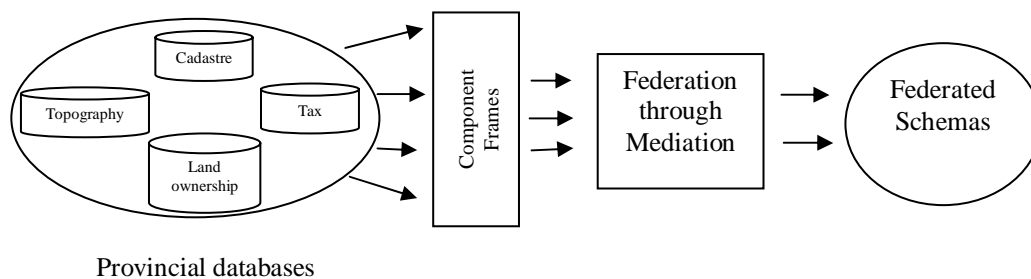 Cadastre
Topography
Tax
Land
ownership
Component
Frames
Federation
through
Mediation
Federated
Schemas
Provincial databases